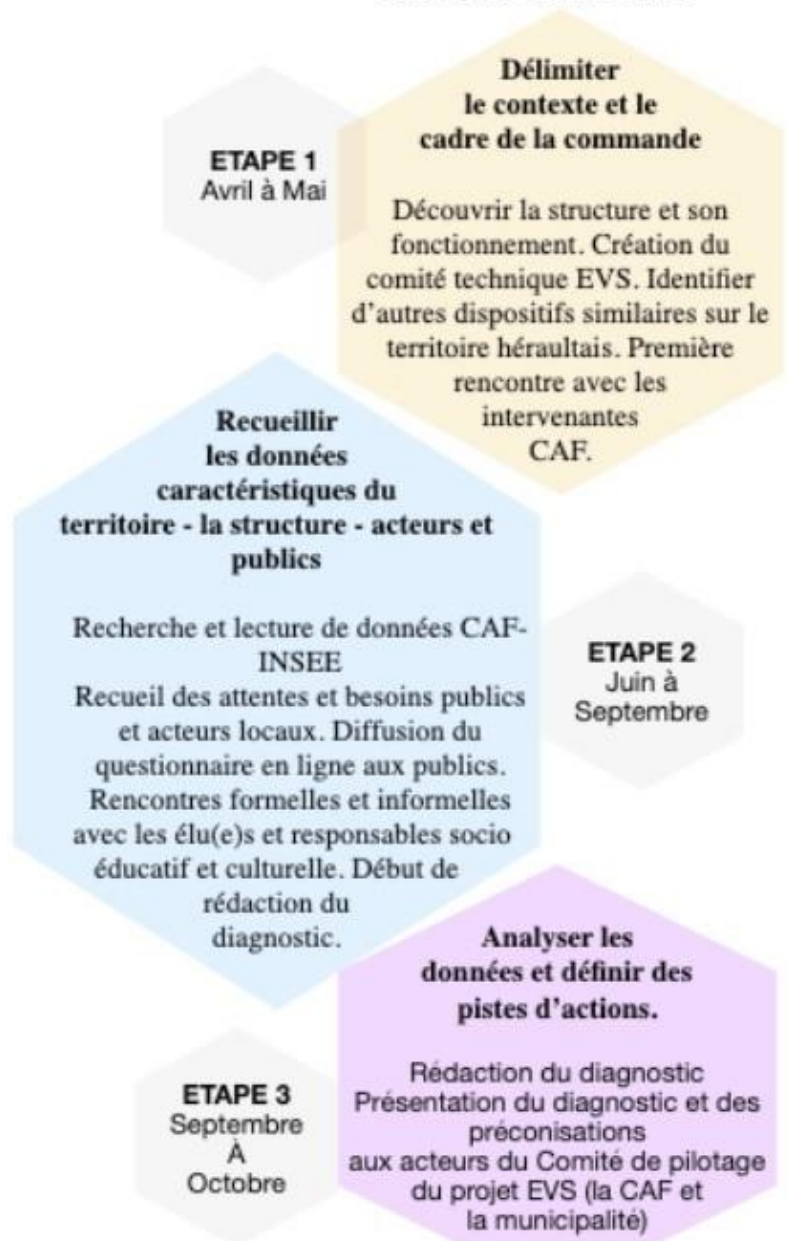 ETAPE 1
Avril à Mai
Délimiter
le contexte et le
cadre de la commande
Découvrir la structure et son
fonctionnement. Création du
comité technique EVS. Identifier
d'autres dispositifs similaires sur le
territoire héraultais. Première
rencontre avec les
intervenantes
CAF.
Recueillir
les données
caractéristiques du
territoire - la structure - acteurs et
publics
Recherche et lecture de données CAF-
INSEE
Recueil des attentes et besoins publics
et acteurs locaux. Diffusion du
questionnaire en ligne aux publics.
Rencontres formelles et informelles
avec les élu(e)s et responsables socio
éducatif et culturelle. Début de
rédaction du
diagnostic.
ETAPE 2
Juin à
Septembre
ETAPE 3
Septembre
À
Octobre
Analyser les
données et définir des
pistes d'actions.
Rédaction du diagnostic
Présentation du diagnostic et des
préconisations
aux acteurs du Comité de pilotage
du projet EVS (la CAF et
la municipalité)